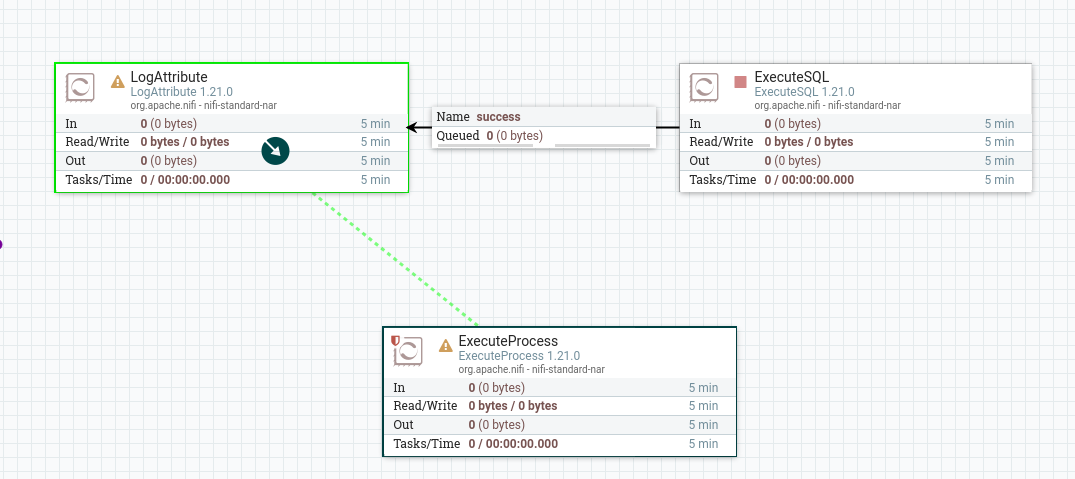 LogAttribute
LogAttribute 1.21.0
org.apache.nifi - nifi-standard-nar
In 0 (0 bytes) 5 min
Read/Write 0 bytes / 0 bytes 5 min
Out 0 (0 bytes) 5 min
Tasks/Time 0 / 00:00:00.000 5 min
Name success
Queued 0 (0 bytes)
ExecuteSQL
ExecuteSQL 1.21.0
org.apache.nifi - nifi-standard-nar
In 0 (0 bytes) 5 min
Read/Write 0 bytes / 0 bytes 5 min
Out 0 (0 bytes) 5 min
Tasks/Time 0 / 00:00:00.000 5 min
ExecuteProcess
ExecuteProcess 1.21.0
org.apache.nifi - nifi-standard-nar
In 0 (0 bytes) 5 min
Read/Write 0 bytes / 0 bytes 5 min
Out 0 (0 bytes) 5 min
Tasks/Time 0 / 00:00:00.000 5 min